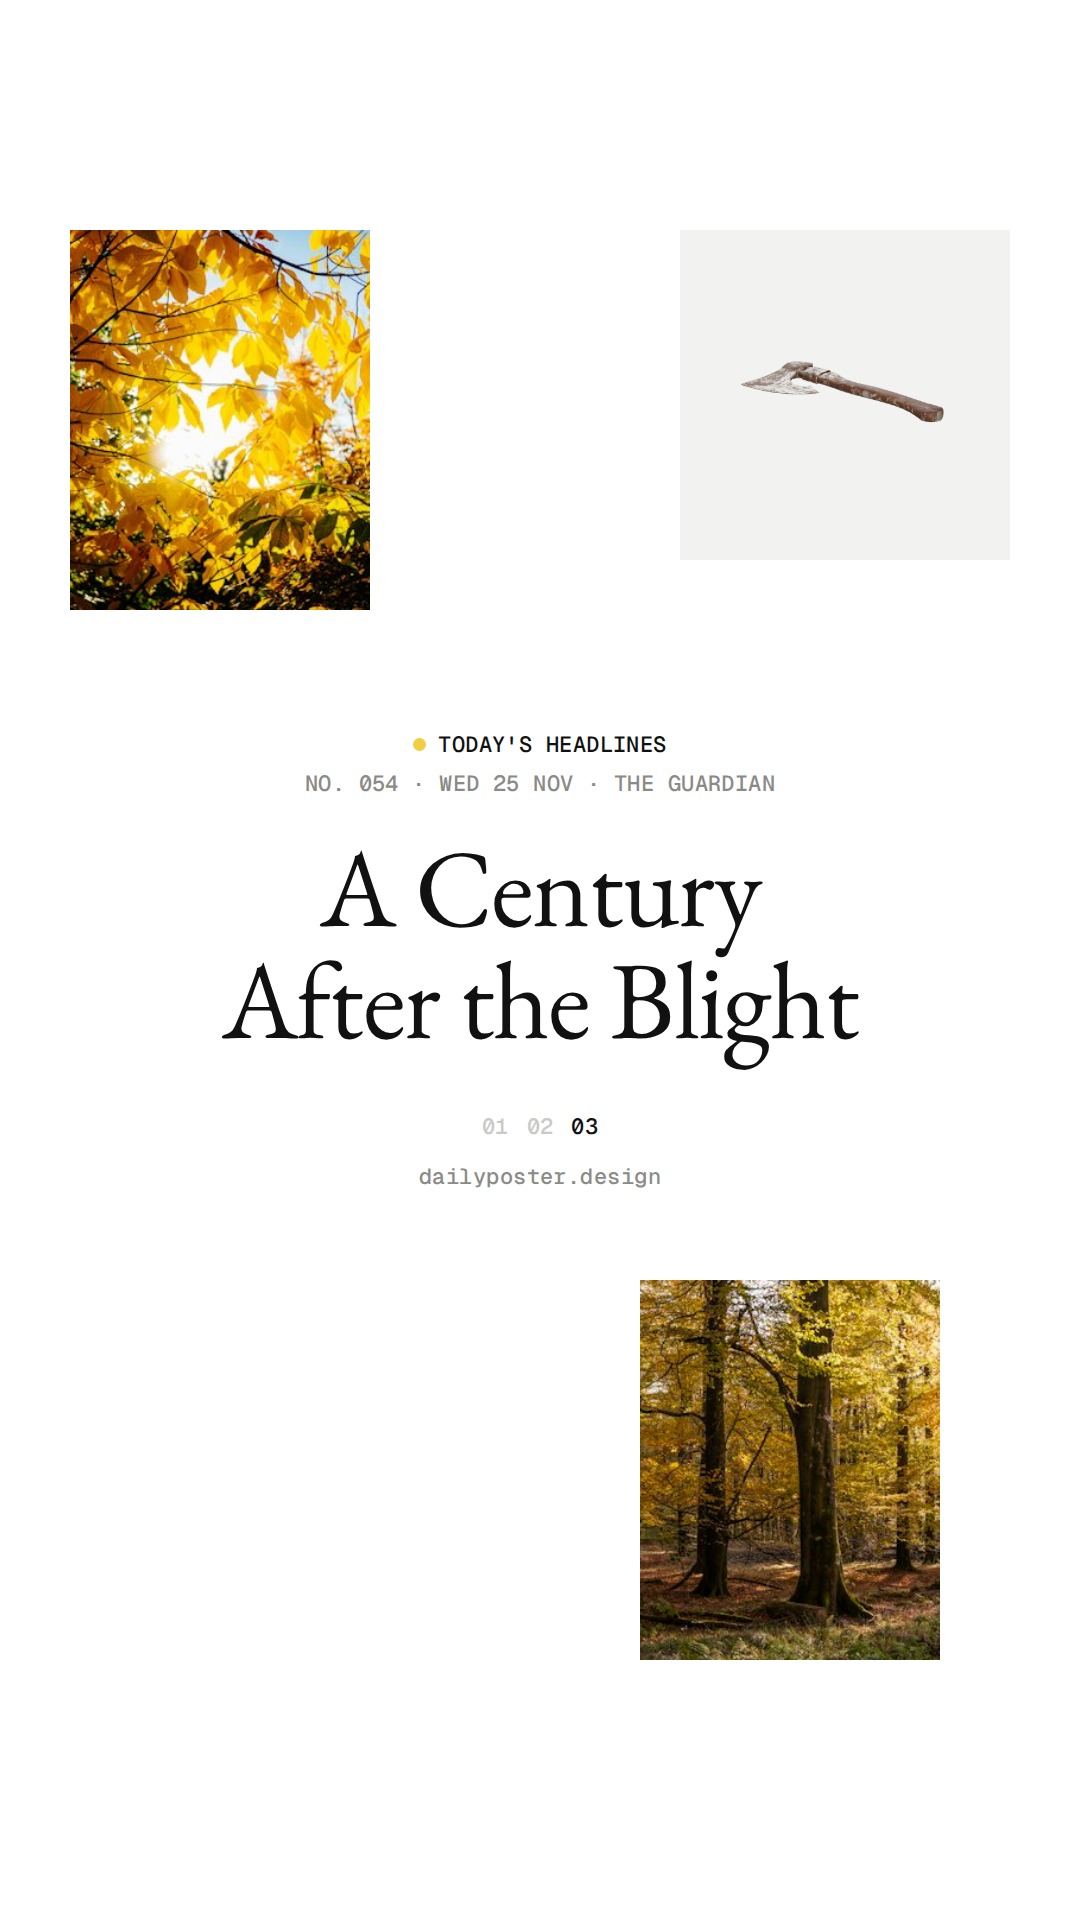 TODAY'S HEADLINES
NO. 054 · WED 25 NOV · THE GUARDIAN
A Century
After the Blight
01 02 03
dailyposter.design